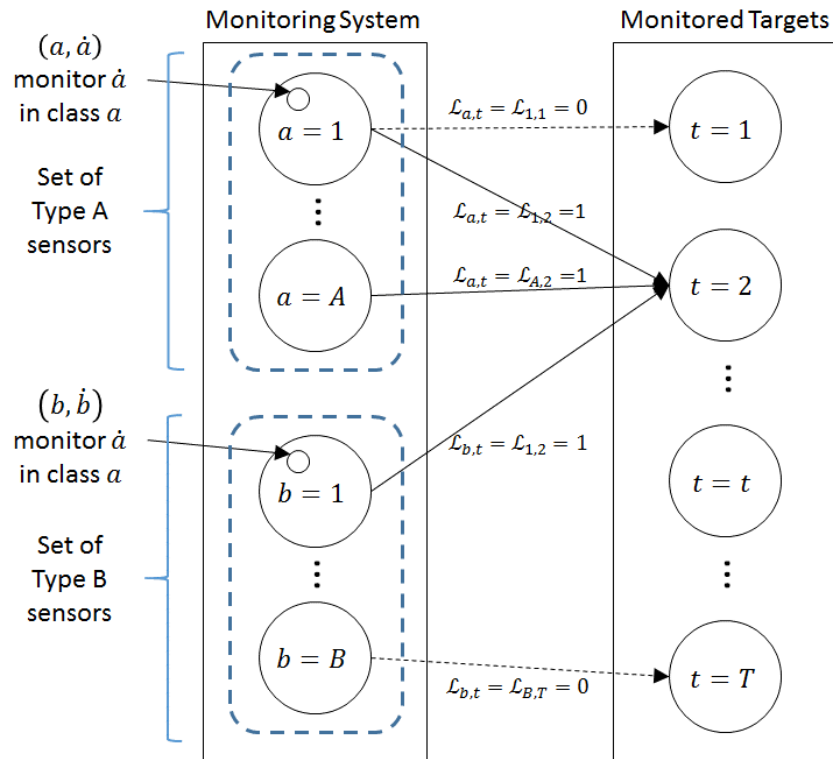 Monitoring System
Monitored Targets
(a, ȧ)
monitor ȧ
in class a
Set of
Type A
sensors
a = 1
⋮
a = A
(b, ḃ)
monitor ȧ
in class a
Set of
Type B
sensors
b = 1
⋮
b = B
ℒa,t = ℒ1,1 = 0
ℒa,t = ℒ1,2 =1
ℒa,t = ℒA,2 =1
ℒb,t = ℒ1,2 = 1
ℒb,t = ℒB,T = 0
t = 1
t = 2
⋮
t = t
⋮
t = T